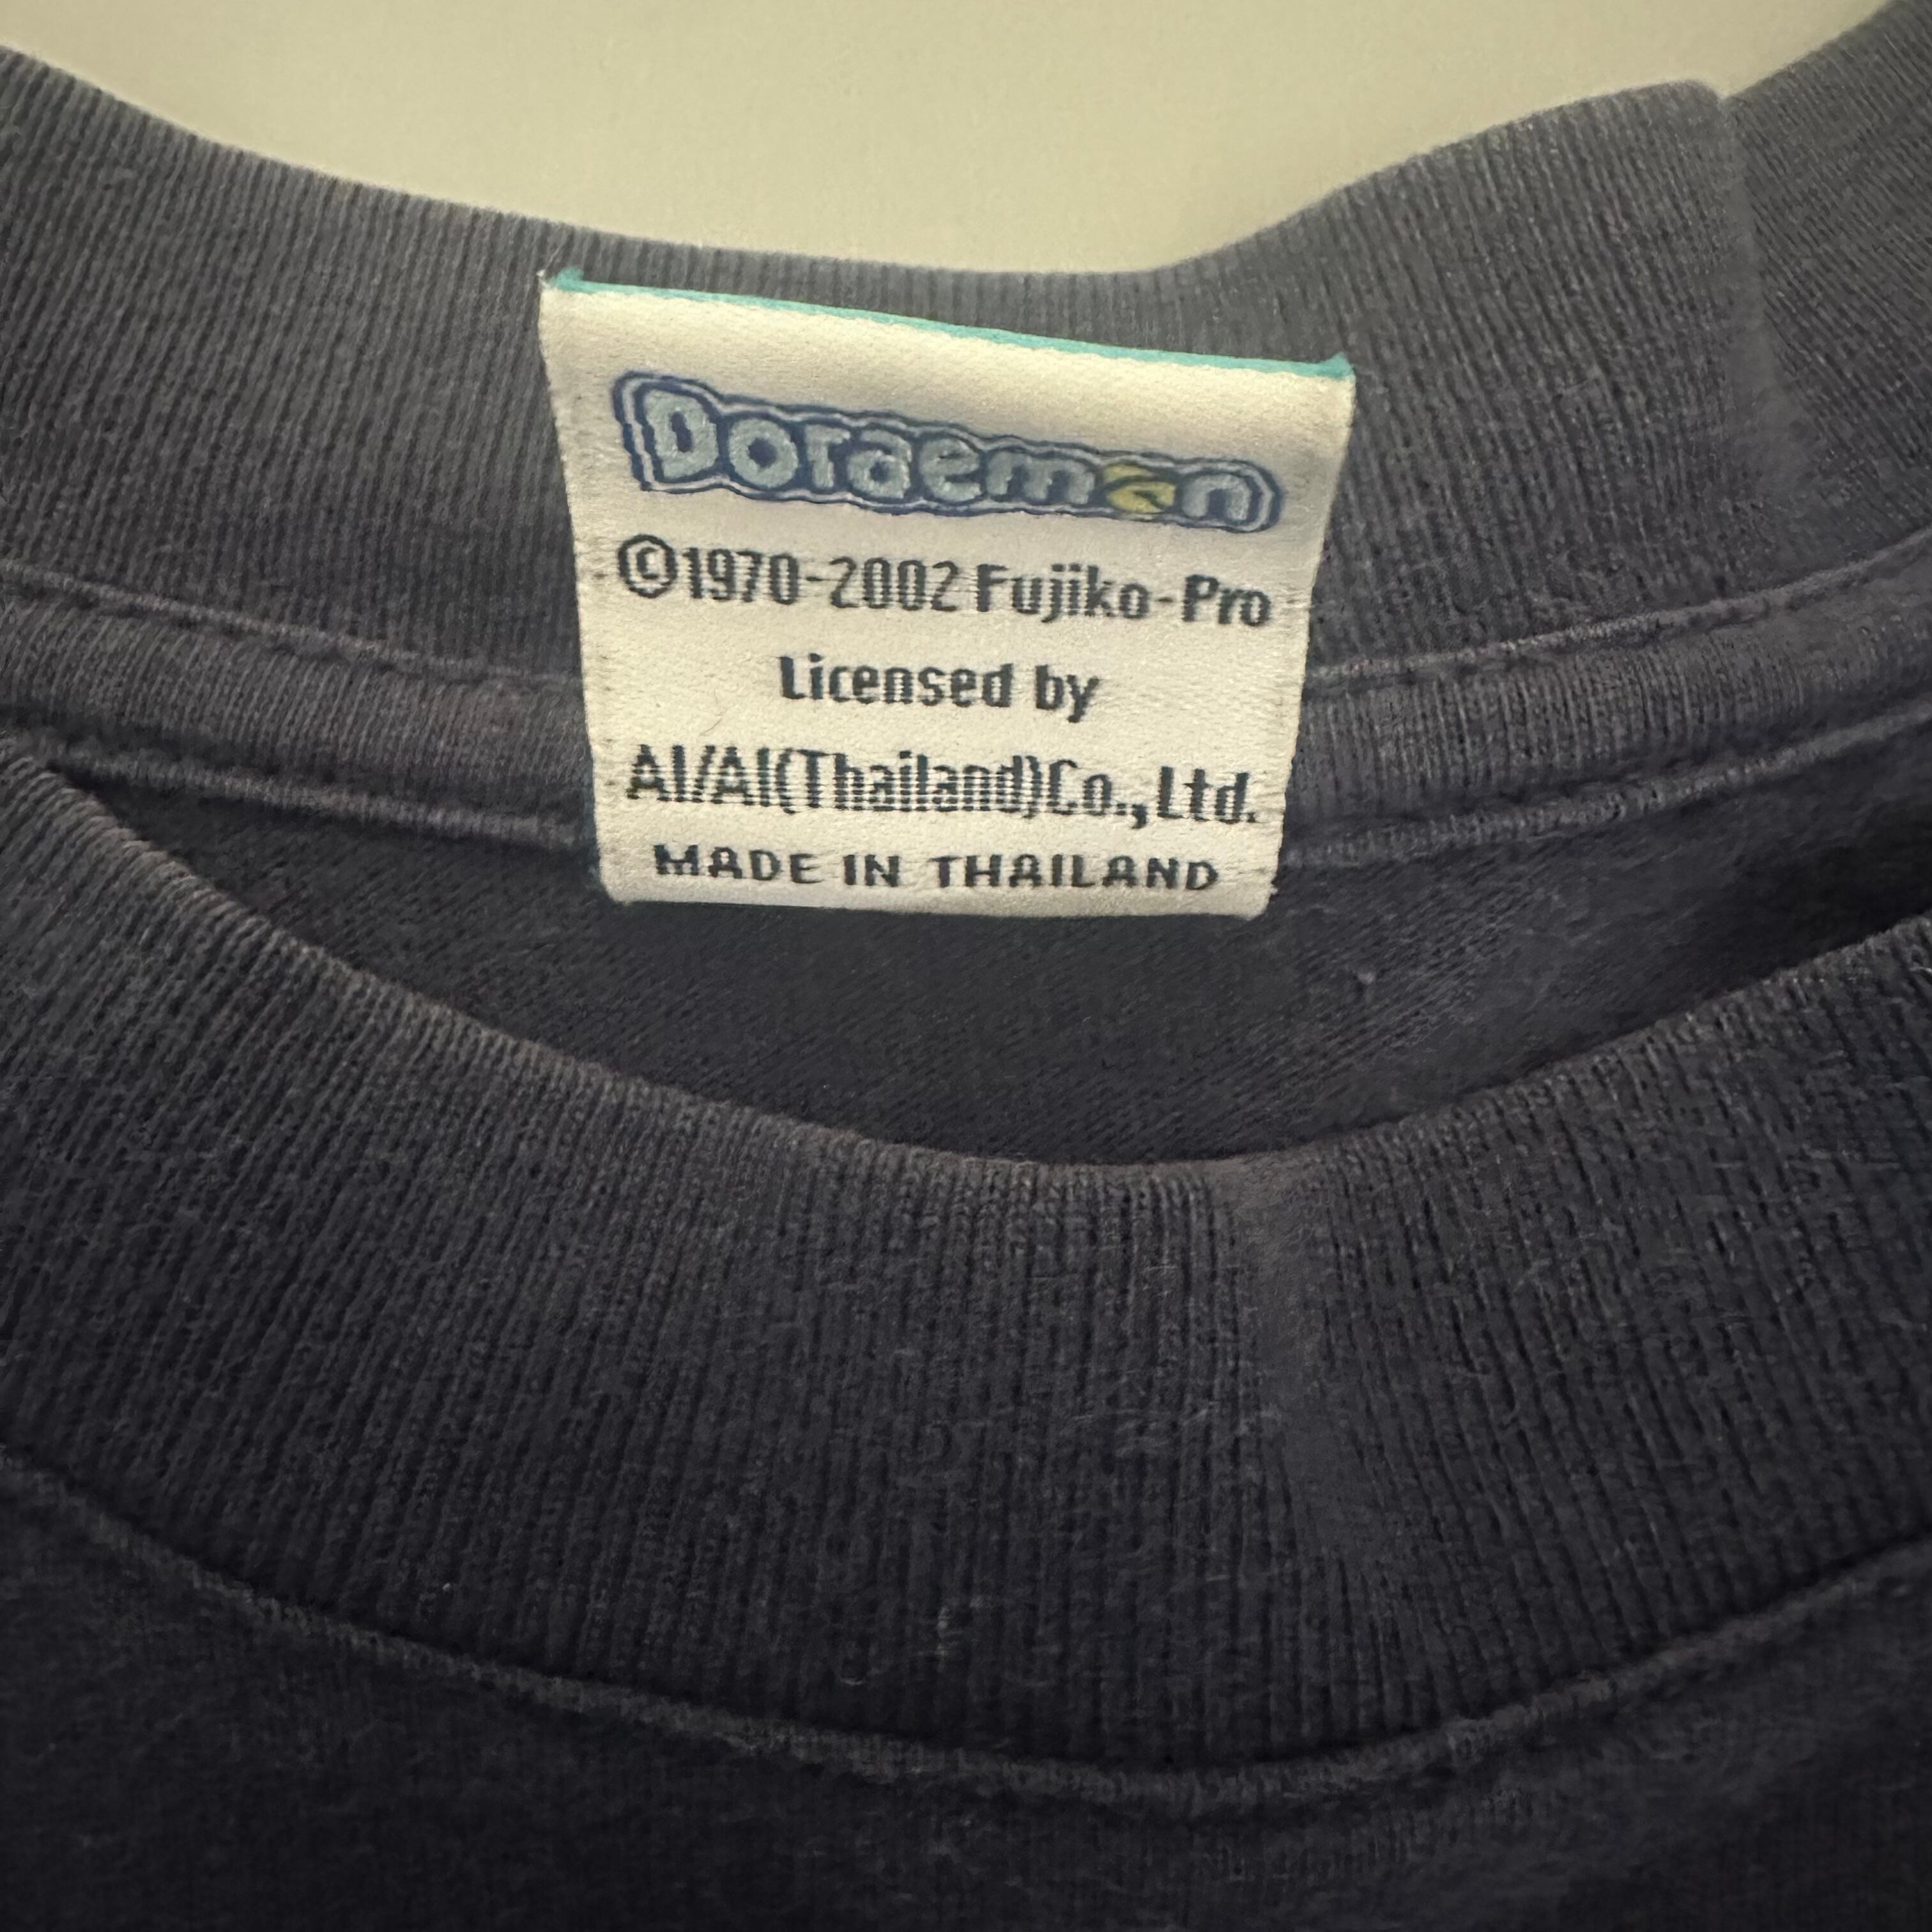 Doraemon
©1970-2002 Fujiko-Pro
Licensed by
AI/AI(Thailand)Co.,Ltd.
MADE IN THAILAND